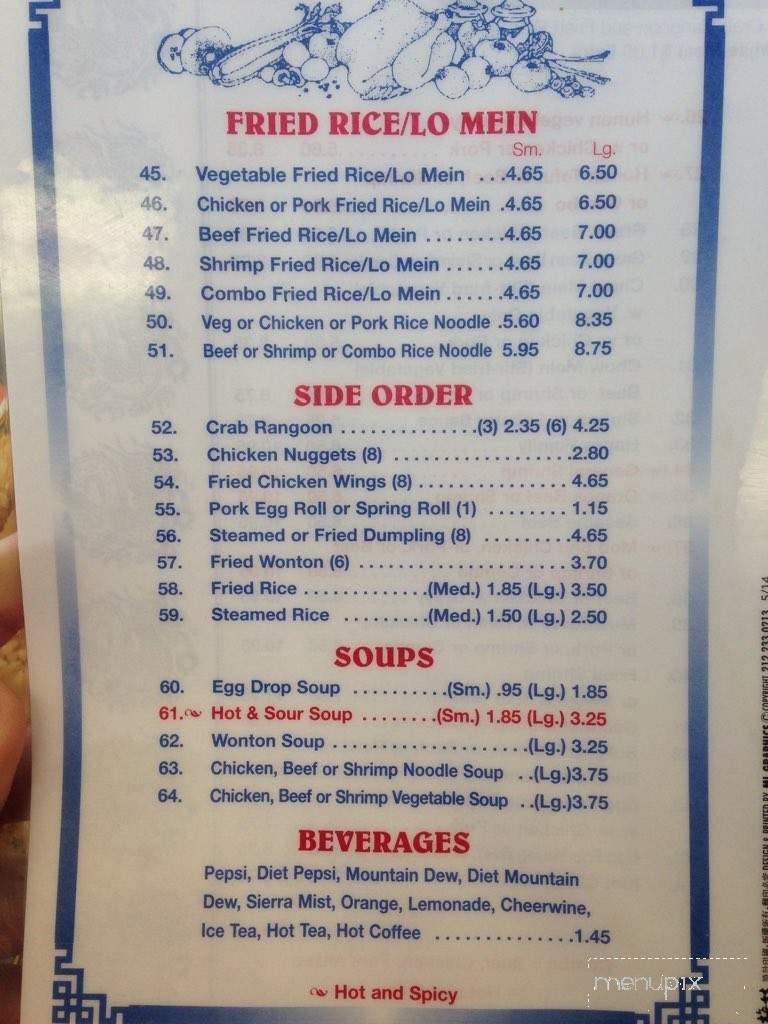 FRIED RICE/LO MEIN
Sm. Lg.
45. Vegetable Fried Rice/Lo Mein ...4.65 6.50
46. Chicken or Pork Fried Rice/Lo Mein .4.65 6.50
47. Beef Fried Rice/Lo Mein ........4.65 7.00
48. Shrimp Fried Rice/Lo Mein ......4.65 7.00
49. Combo Fried Rice/Lo Mein ......4.65 7.00
50. Veg or Chicken or Pork Rice Noodle .5.60 8.35
51. Beef or Shrimp or Combo Rice Noodle 5.95 8.75
SIDE ORDER
52. Crab Rangoon ..............(3) 2.35 (6) 4.25
53. Chicken Nuggets (8) ..................2.80
54. Fried Chicken Wings (8)...............4.65
55. Pork Egg Roll or Spring Roll (1) ........1.15
56. Steamed or Fried Dumpling (8) .........4.65
57. Fried Wonton (6) .....................3.70
58. Fried Rice ............(Med.) 1.85 (Lg.) 3.50
59. Steamed Rice .........(Med.) 1.50 (Lg.) 2.50
SOUPS
60. Egg Drop Soup ..........(Sm.) .95 (Lg.) 1.85
61. Hot & Sour Soup ........(Sm.) 1.85 (Lg.) 3.25
62. Wonton Soup ....................(Lg.) 3.25
63. Chicken, Beef or Shrimp Noodle Soup ..(Lg.)3.75
64. Chicken, Beef or Shrimp Vegetable Soup ..(Lg.)3.75
BEVERAGES
Pepsi, Diet Pepsi, Mountain Dew, Diet Mountain
Dew, Sierra Mist, Orange, Lemonade, Cheerwine,
Ice Tea, Hot Tea, Hot Coffee ..............1.45
Hot and Spicy
menupix
DESIGN & PRINTED BY MI GRAPHICS © COPYRIGHT 212.233.0213 5/14